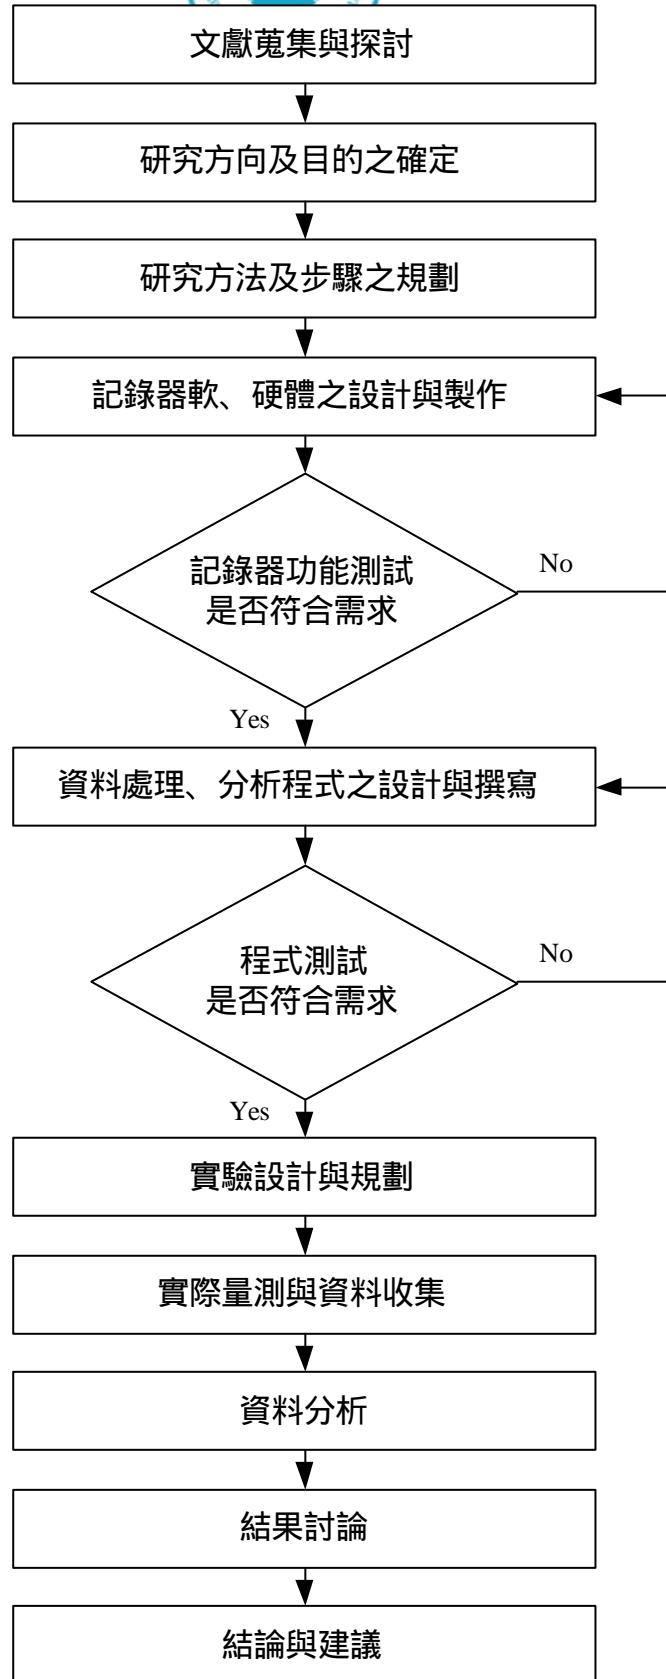 文獻蒐集與探討
研究方向及目的之確定
研究方法及步驟之規劃
記錄器軟、硬體之設計與製作
記錄器功能測試
是否符合需求
No
Yes
資料處理、分析程式之設計與撰寫
程式測試
是否符合需求
No
Yes
實驗設計與規劃
實際量測與資料收集
資料分析
結果討論
結論與建議